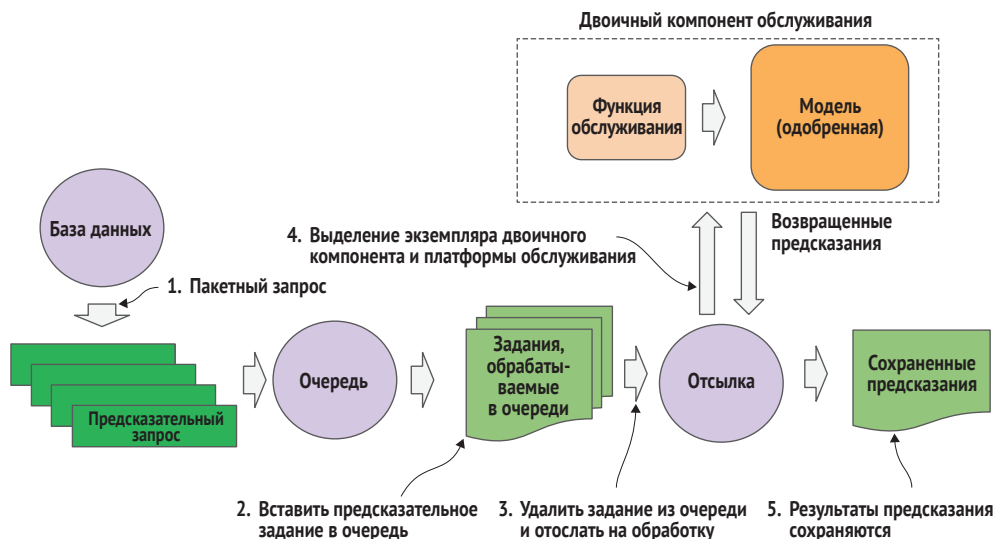 Двоичный компонент обслуживания
Функция
обслуживания
Модель
(одобренная)
База данных
Возвращенные
предсказания
4. Выделение экземпляра двоичного
компонента и платформы обслуживания
1. Пакетный запрос
Предсказательный
запрос
Очередь
Задания,
обрабаты-
ваемые
в очереди
Отсылка
Сохраненные
предсказания
2. Вставить предсказательное
задание в очередь
3. Удалить задание из очереди
и отослать на обработку
5. Результаты предсказания
сохраняются